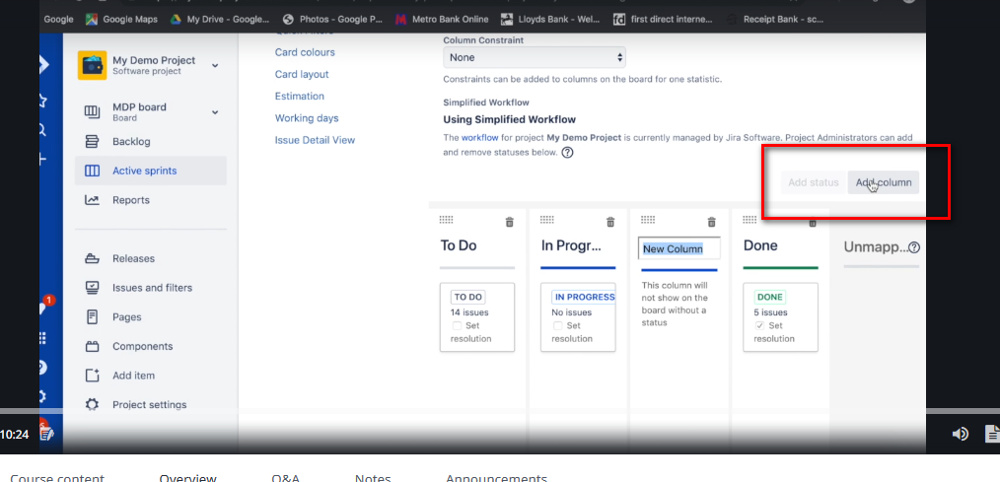 Google Google Maps My Drive - Google... Photos - Google P... Metro Bank Online Lloyds Bank - Wel... first direct interne... Receipt Bank - sc...
My Demo Project
Software project
MDP board
Board
Backlog
Active sprints
Reports
Releases
Issues and filters
Pages
Components
Add item
Project settings
1
Card colours
Card layout
Estimation
Working days
Issue Detail View
Column Constraint
None
Constraints can be added to columns on the board for one statistic.
Simplified Workflow
Using Simplified Workflow
The workflow for project My Demo Project is currently managed by Jira Software. Project Administrators can add
and remove statuses below.
Add status Add column
To Do
TO DO
14 issues
Set
resolution
In Progr...
IN PROGRESS
No issues
Set
resolution
New Column
This column will
not show on the
board without a
status
Done
DONE
5 issues
Set
resolution
Unmapp...
10:24
Course content Overview Q&A Notes Announcements